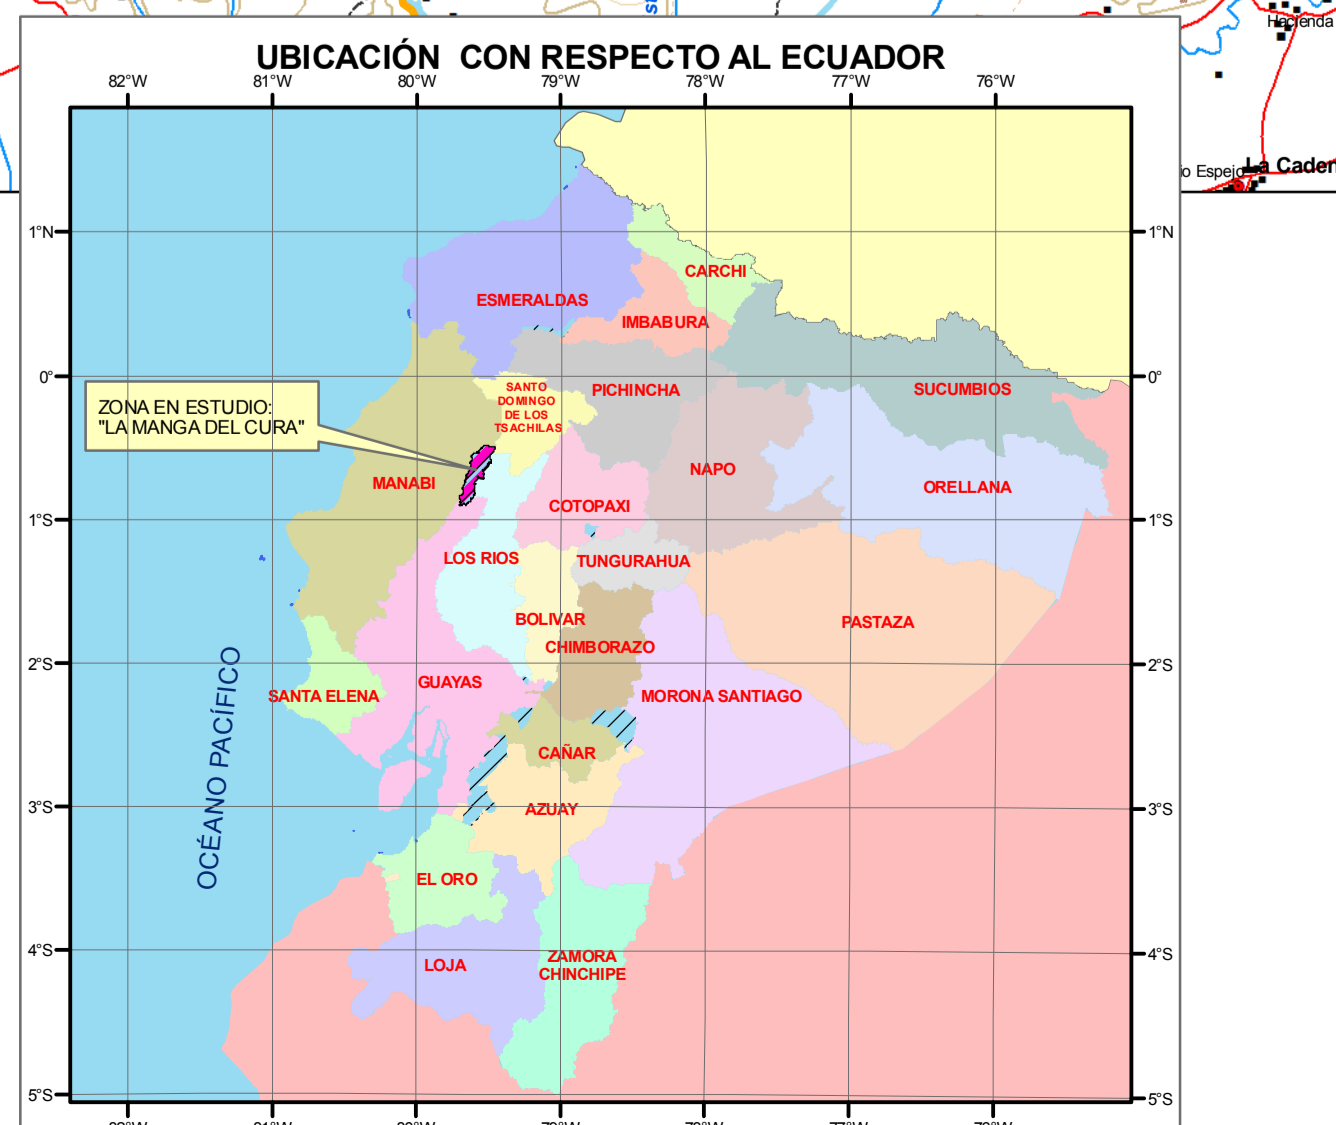 Hacienda
La Caden
io Espejo
UBICACIÓN CON RESPECTO AL ECUADOR
82°W 81°W 80°W 79°W 78°W 77°W 76°W
1°N 1°N
CARCHI
ESMERALDAS
IMBABURA
0° 0°
SANTO
DOMINGO
DE LOS
TSACHILAS
PICHINCHA
SUCUMBIOS
ZONA EN ESTUDIO:
"LA MANGA DEL CURA"
MANABI
NAPO
ORELLANA
COTOPAXI
1°S 1°S
LOS RIOS
TUNGURAHUA
BOLIVAR
PASTAZA
CHIMBORAZO
2°S 2°S
GUAYAS
SANTA ELENA
MORONA SANTIAGO
OCÉANO PACÍFICO
CAÑAR
3°S 3°S
AZUAY
EL ORO
4°S 4°S
LOJA
ZAMORA
CHINCHIPE
5°S 5°S